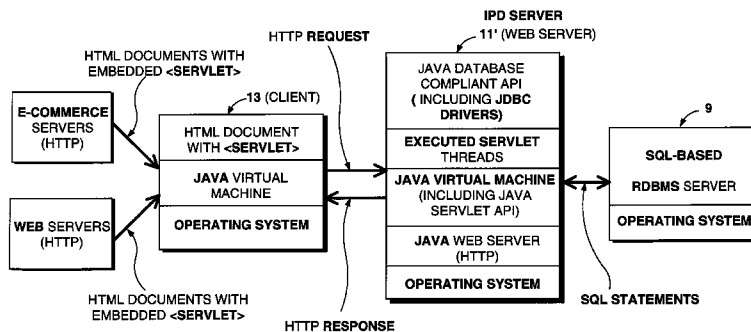 HTML DOCUMENTS WITH
EMBEDDED <SERVLET>
E-COMMERCE
SERVERS
(HTTP)
WEB SERVERS
(HTTP)
HTML DOCUMENTS WITH
EMBEDDED <SERVLET>
13 (CLIENT)
HTML DOCUMENT
WITH <SERVLET>
JAVA VIRTUAL
MACHINE
OPERATING SYSTEM
HTTP REQUEST
HTTP RESPONSE
IPD SERVER
11' (WEB SERVER)
JAVA DATABASE
COMPLIANT API
( INCLUDING JDBC
DRIVERS)
EXECUTED SERVLET
THREADS
JAVA VIRTUAL MACHINE
(INCLUDING JAVA
SERVLET API)
JAVA WEB SERVER
(HTTP)
OPERATING SYSTEM
SQL STATEMENTS
9
SQL-BASED
RDBMS SERVER
OPERATING SYSTEM